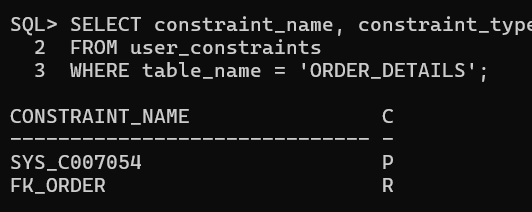 SQL> SELECT constraint_name, constraint_type
  2  FROM user_constraints
  3  WHERE table_name = 'ORDER_DETAILS';
CONSTRAINT_NAME                C
------------------------------ -
SYS_C007054                    P
FK_ORDER                       R